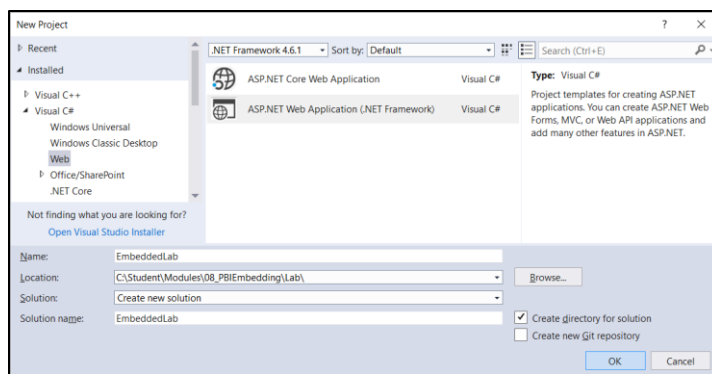 New Project
? ×
Recent
Installed
Visual C++
Visual C#
Windows Universal
Windows Classic Desktop
Web
Office/SharePoint
.NET Core
Not finding what you are looking for?
Open Visual Studio Installer
.NET Framework 4.6.1 Sort by: Default
Search (Ctrl+E)
ASP.NET Core Web Application Visual C#
ASP.NET Web Application (.NET Framework) Visual C#
Type: Visual C#
Project templates for creating ASP.NET
applications. You can create ASP.NET Web
Forms, MVC, or Web API applications and
add many other features in ASP.NET.
Name: EmbeddedLab
Location: C:\Student\Modules\08_PBIEmbedding\Lab\ Browse...
Solution: Create new solution
Solution name: EmbeddedLab
Create directory for solution
Create new Git repository
OK Cancel